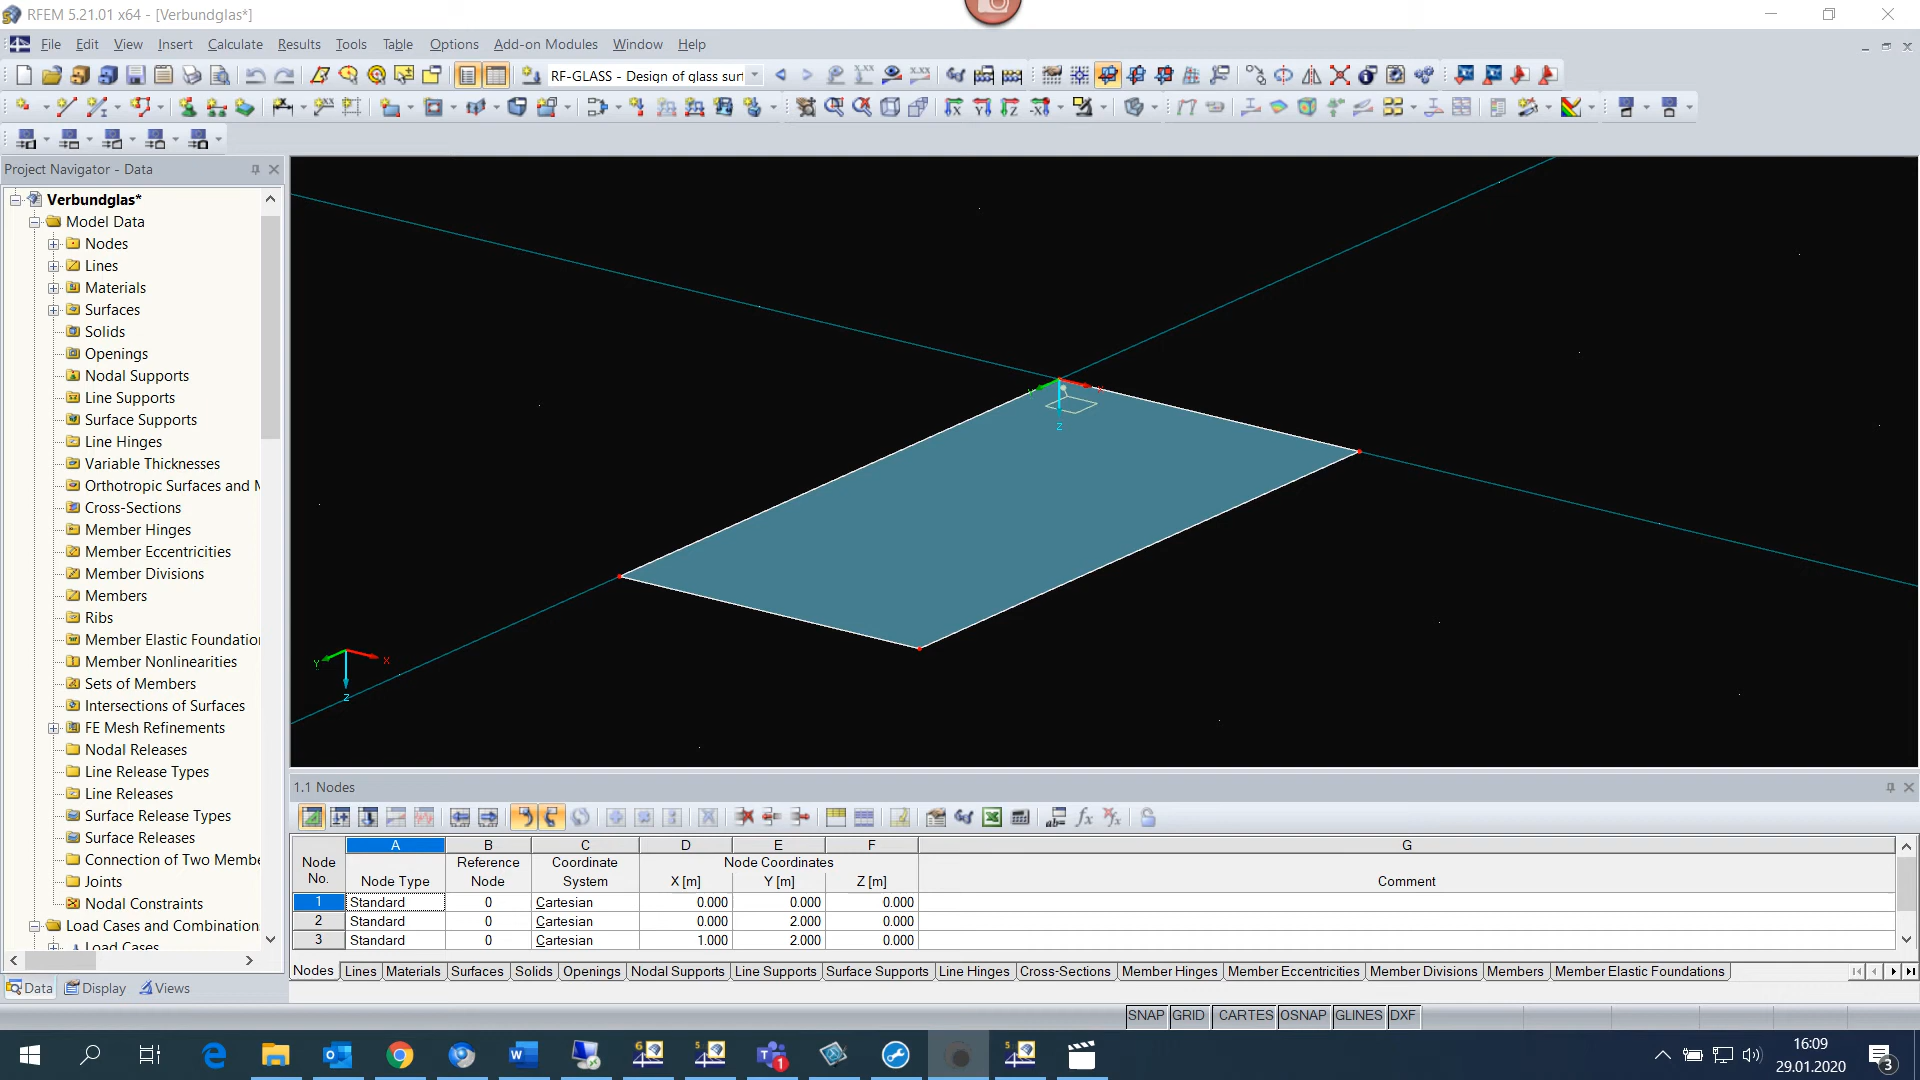 RFEM 5.21.01 x64 - [Verbundglas*]
File Edit View Insert Calculate Results Tools Table Options Add-on Modules Window Help
RF-GLASS - Design of glass surf
Project Navigator - Data
Verbundglas*
Model Data
Nodes
Lines
Materials
Surfaces
Solids
Openings
Nodal Supports
Line Supports
Surface Supports
Line Hinges
Variable Thicknesses
Orthotropic Surfaces and M
Cross-Sections
Member Hinges
Member Eccentricities
Member Divisions
Members
Ribs
Member Elastic Foundation
Member Nonlinearities
Sets of Members
Intersections of Surfaces
FE Mesh Refinements
Nodal Releases
Line Release Types
Line Releases
Surface Release Types
Surface Releases
Connection of Two Membe
Joints
Nodal Constraints
Load Cases and Combination
Load Cases
Data Display Views
Z
Y X
Z
1.1 Nodes
A B C D E F G
Node Reference Coordinate Node Coordinates
No. Node Type Node System X [m] Y [m] Z [m] Comment
1 Standard 0 Cartesian 0.000 0.000 0.000
2 Standard 0 Cartesian 0.000 2.000 0.000
3 Standard 0 Cartesian 1.000 2.000 0.000
Nodes Lines Materials Surfaces Solids Openings Nodal Supports Line Supports Surface Supports Line Hinges Cross-Sections Member Hinges Member Eccentricities Member Divisions Members Member Elastic Foundations
SNAP GRID CARTES OSNAP GLINES DXF
16:09
29.01.2020
3